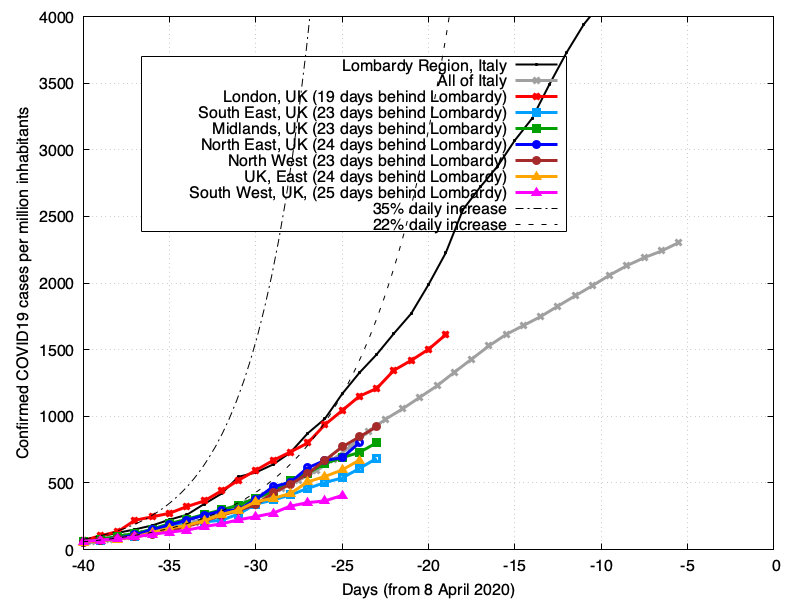 4000
3500
3000
2500
2000
1500
1000
500
0
Confirmed COVID19 cases per million inhabitants
Lombardy Region, Italy
All of Italy
London, UK (19 days behind Lombardy)
South East, UK (23 days behind Lombardy)
Midlands, UK (23 days behind Lombardy)
North East, UK (24 days behind Lombardy)
North West (23 days behind Lombardy)
UK, East (24 days behind Lombardy)
South West, UK, (25 days behind Lombardy)
35% daily increase
22% daily increase
-40 -35 -30 -25 -20 -15 -10 -5 0
Days (from 8 April 2020)